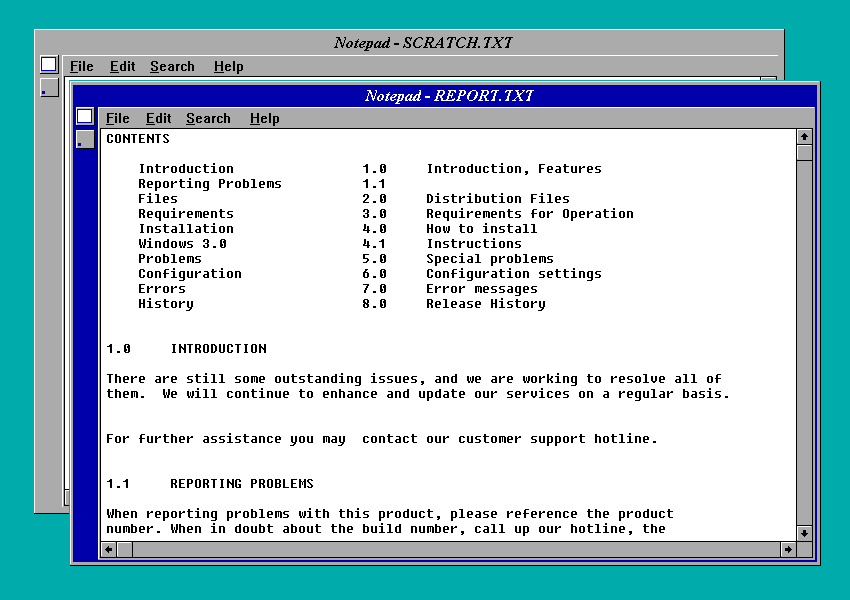 Notepad - SCRATCH.TXT
File Edit Search Help
Notepad - REPORT.TXT
File Edit Search Help
CONTENTS
Introduction 1.0 Introduction, Features
Reporting Problems 1.1
Files 2.0 Distribution Files
Requirements 3.0 Requirements for Operation
Installation 4.0 How to install
Windows 3.0 4.1 Instructions
Problems 5.0 Special problems
Configuration 6.0 Configuration settings
Errors 7.0 Error messages
History 8.0 Release History
1.0 INTRODUCTION
There are still some outstanding issues, and we are working to resolve all of
them.  We will continue to enhance and update our services on a regular basis.
For further assistance you may  contact our customer support hotline.
1.1 REPORTING PROBLEMS
When reporting problems with this product, please reference the product
number. When in doubt about the build number, call up our hotline, the